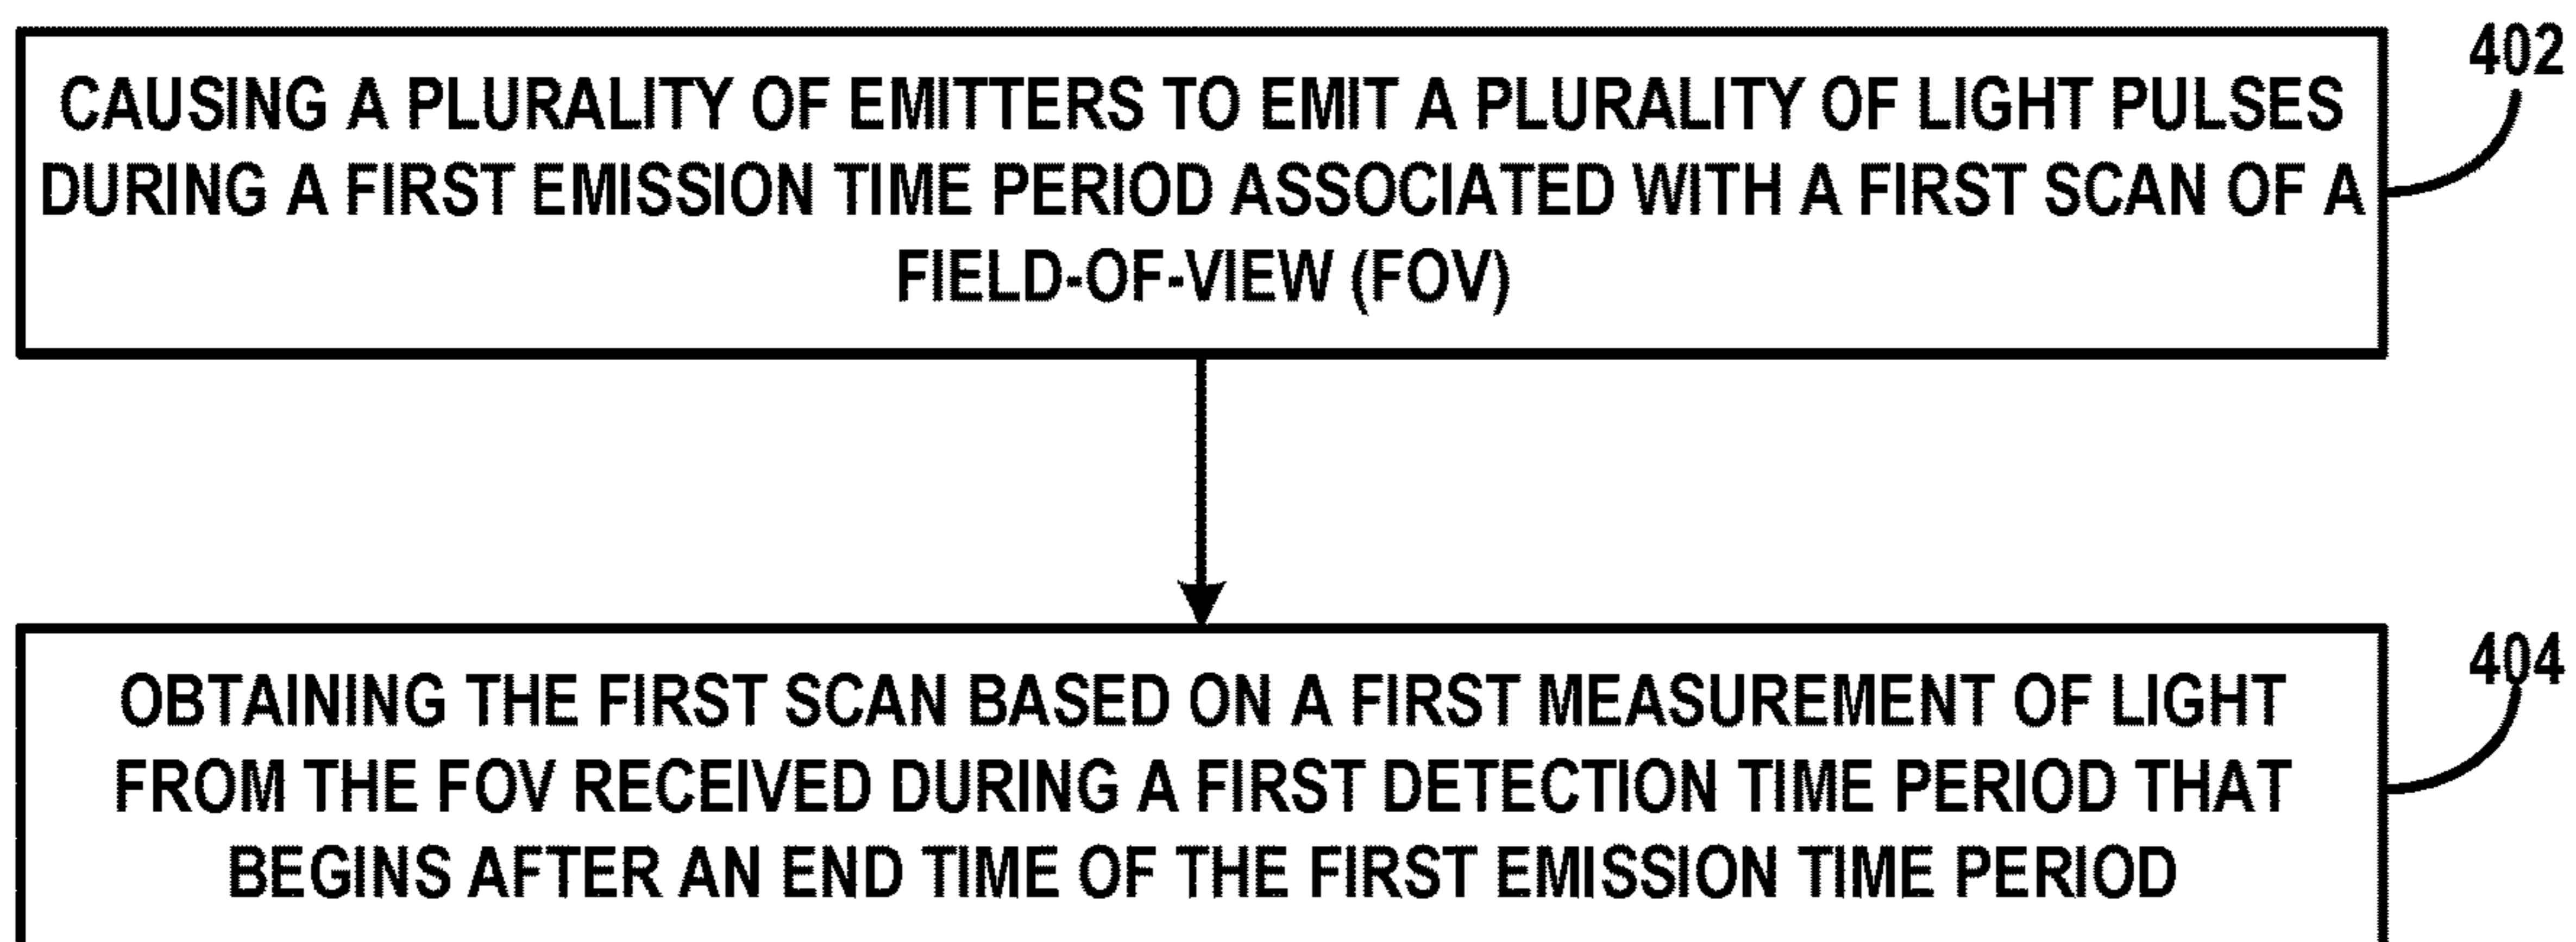 402
CAUSING A PLURALITY OF EMITTERS TO EMIT A PLURALITY OF LIGHT PULSES
DURING A FIRST EMISSION TIME PERIOD ASSOCIATED WITH A FIRST SCAN OF A
FIELD-OF-VIEW (FOV)
404
OBTAINING THE FIRST SCAN BASED ON A FIRST MEASUREMENT OF LIGHT
FROM THE FOV RECEIVED DURING A FIRST DETECTION TIME PERIOD THAT
BEGINS AFTER AN END TIME OF THE FIRST EMISSION TIME PERIOD